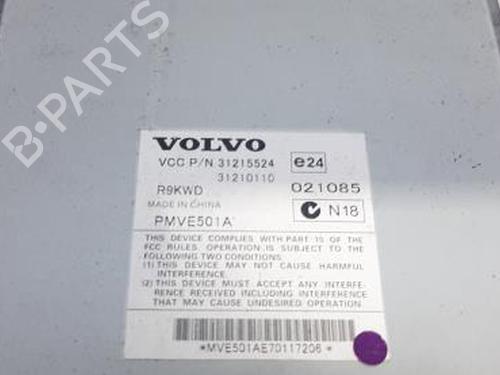 B-PARTS
VOLVO
VCC P/N 31215524 e24
31210110
R9KWD 021085
MADE IN CHINA N18
PMVE501A
THIS DEVICE COMPLIES WITH PART 15 OF THE
FCC RULES. OPERATION IS SUBJECT TO THE
FOLLOWING TWO CONDITIONS.
(1) THIS DEVICE MAY NOT CAUSE HARMFUL
INTERFERENCE.
(2) THIS DEVICE MUST ACCEPT ANY INTERFE-
RENCE RECEIVED INCLUDING INTERFERENCE
THAT MAY CAUSE UNDESIRED OPERATION.
*MVE501AE70117206*